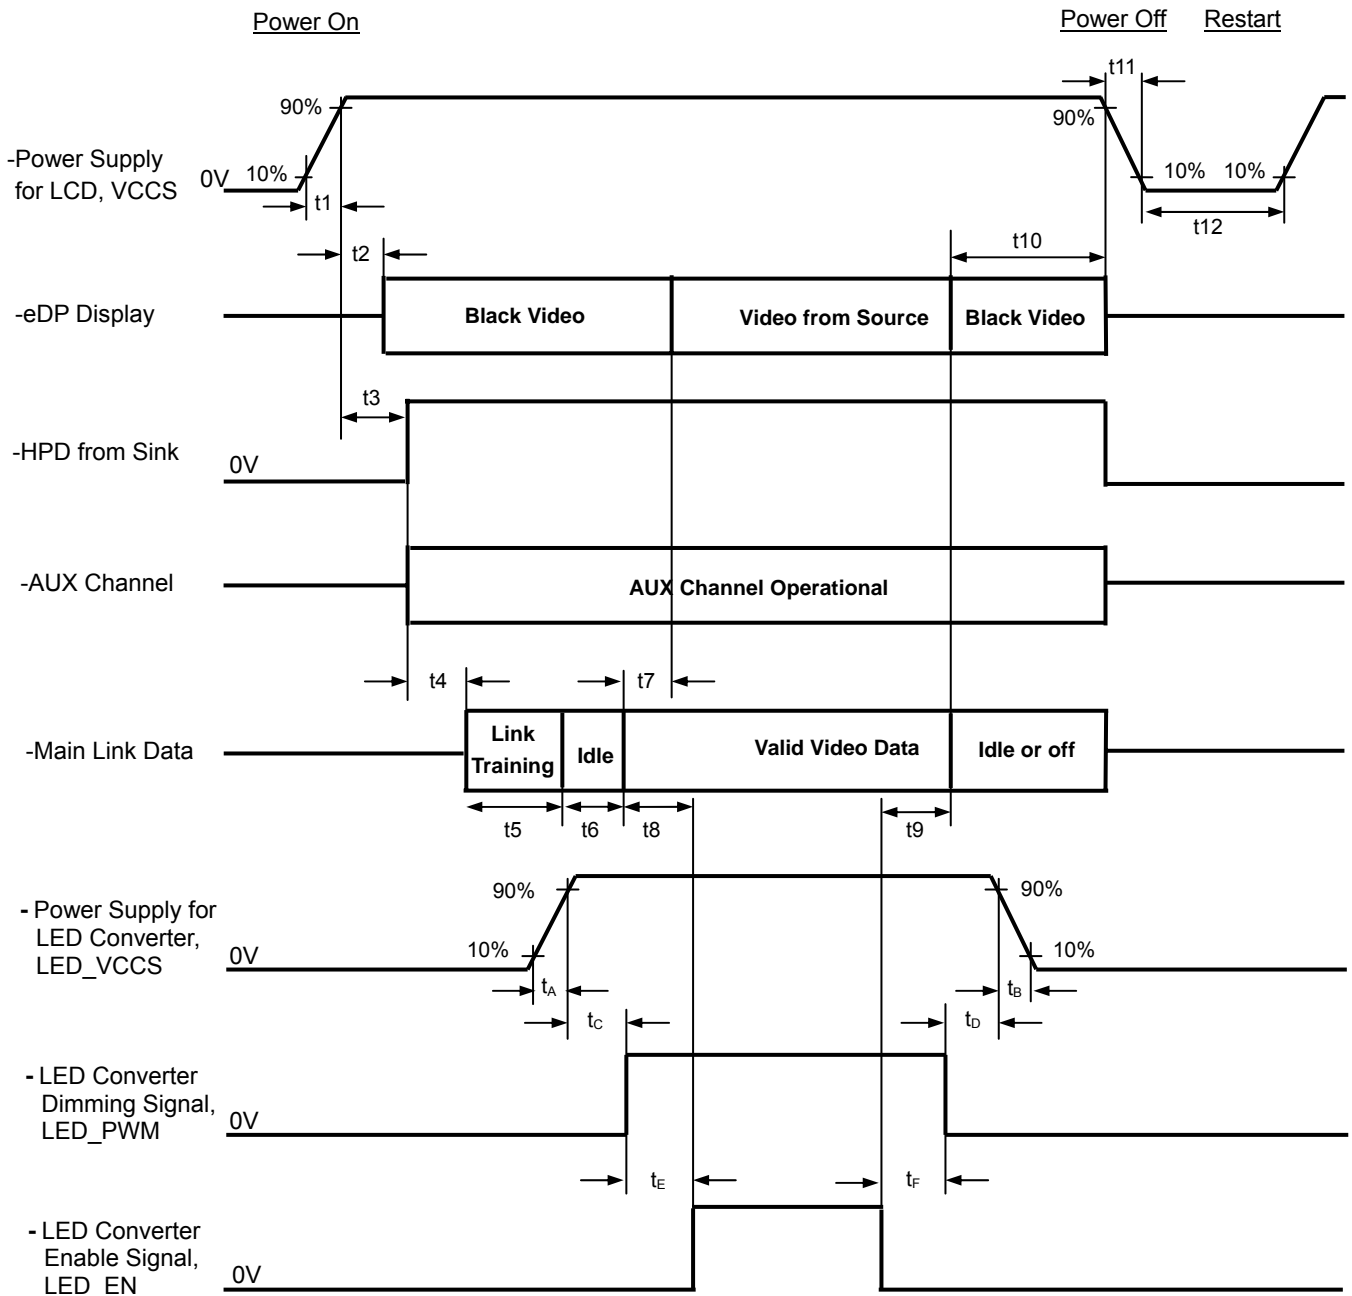 Power On
Power Off
Restart
t11
90%
90%
-Power Supply
for LCD, VCCS
0V
10%
10%
10%
t1
t12
t2
t10
-eDP Display
Black Video
Video from Source
Black Video
t3
-HPD from Sink
0V
-AUX Channel
AUX Channel Operational
t4
t7
-Main Link Data
Link
Training
Idle
Valid Video Data
Idle or off
t5
t6
t8
t9
90%
90%
- Power Supply for
LED Converter,
LED_VCCS
0V
10%
10%
tA
tB
tC
tD
- LED Converter
Dimming Signal,
LED_PWM
0V
tE
tF
- LED Converter
Enable Signal,
LED_EN
0V